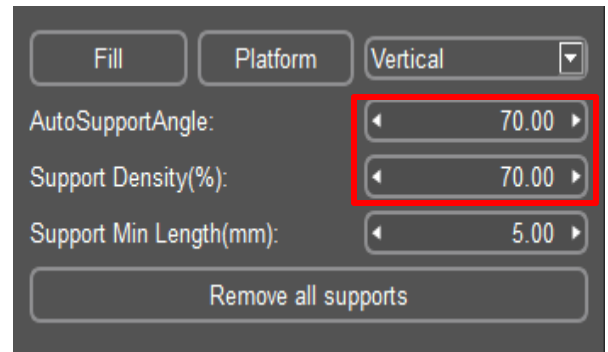 Fill Platform Vertical
AutoSupportAngle: 70.00
Support Density(%): 70.00
Support Min Length(mm): 5.00
Remove all supports